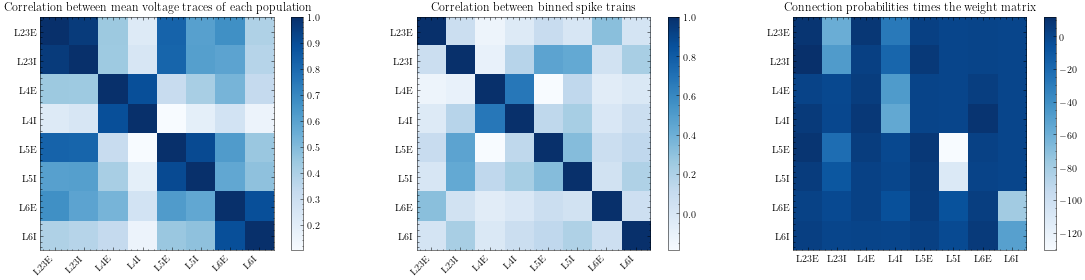 Correlation between mean voltage traces of each population
L23E
L23I
L4E
L4I
L5E
L5I
L6E
L6I
L23E L23I L4E L4I L5E L5I L6E L6I
1.0
0.9
0.8
0.7
0.6
0.5
0.4
0.3
0.2
Correlation between binned spike trains
L23E
L23I
L4E
L4I
L5E
L5I
L6E
L6I
L23E L23I L4E L4I L5E L5I L6E L6I
1.0
0.8
0.6
0.4
0.2
0.0
Connection probabilities times the weight matrix
L23E
L23I
L4E
L4I
L5E
L5I
L6E
L6I
L23E L23I L4E L4I L5E L5I L6E L6I
0
−20
−40
−60
−80
−100
−120